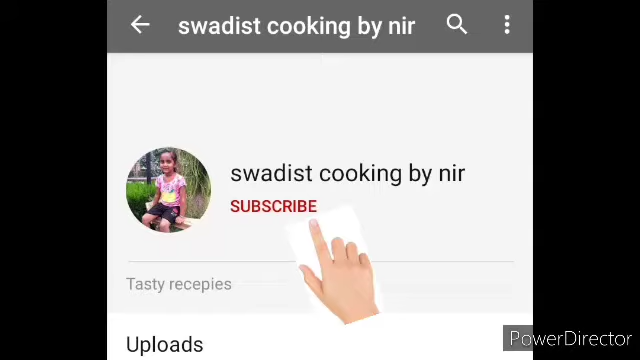 swadist cooking by nir
swadist cooking by nir
SUBSCRIBE
Tasty recepies
Uploads
PowerDirector